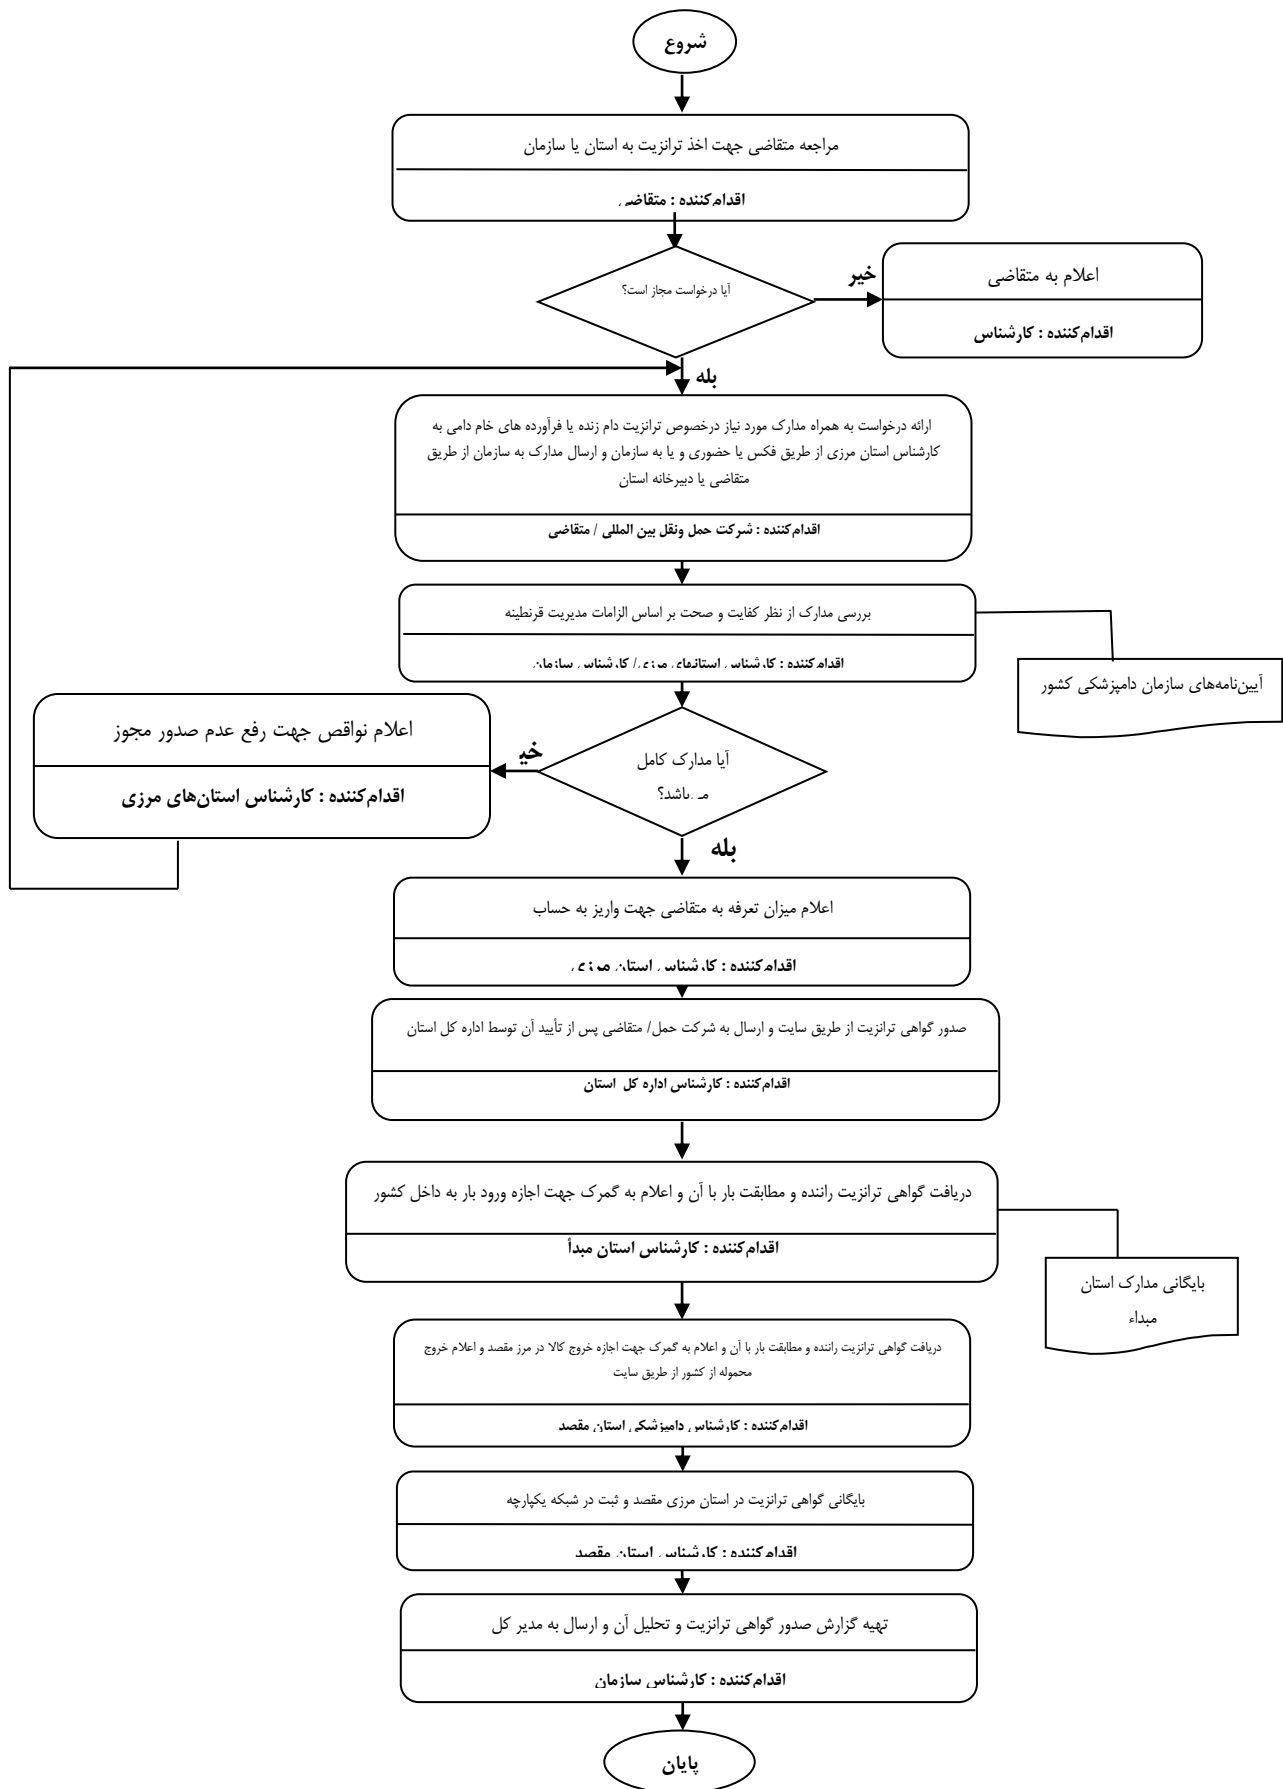 شروع
مراجعه متقاضی جهت اخذ ترانزیت به استان یا سازمان
اقدام‌کننده : متقاضی
آیا درخواست مجاز است؟
خیر
اعلام به متقاضی
اقدام‌کننده : کارشناس
بله
ارائه درخواست به همراه مدارک مورد نیاز درخصوص ترانزیت دام زنده یا فرآورده های خام دامی به
کارشناس استان مرزی از طریق فکس یا حضوری و یا به سازمان و ارسال مدارک به سازمان از طریق
متقاضی یا دبیرخانه استان
اقدام‌کننده : شرکت حمل ونقل بین المللی / متقاضی
بررسی مدارک از نظر کفایت و صحت بر اساس الزامات مدیریت قرنطینه
اقدام‌کننده : کارشناس استانهای مرزی/ کارشناس سازمان
آیین‌نامه‌های سازمان دامپزشکی کشور
آیا مدارک کامل
می‌باشد؟
خیر
اعلام نواقص جهت رفع عدم صدور مجوز
اقدام‌کننده : کارشناس استان‌های مرزی
بله
اعلام میزان تعرفه به متقاضی جهت واریز به حساب
اقدام‌کننده : کارشناس استان مرزی
صدور گواهی ترانزیت از طریق سایت و ارسال به شرکت حمل/ متقاضی پس از تأیید آن توسط اداره کل استان
اقدام‌کننده : کارشناس اداره کل استان
دریافت گواهی ترانزیت راننده و مطابقت بار با آن و اعلام به گمرک جهت اجازه ورود بار به داخل کشور
اقدام‌کننده : کارشناس استان مبدأ
بایگانی مدارک استان
مبداء
دریافت گواهی ترانزیت راننده و مطابقت بار با آن و اعلام به گمرک جهت اجازه خروج کالا در مرز مقصد و اعلام خروج
محموله از کشور از طریق سایت
اقدام‌کننده : کارشناس دامپزشکی استان مقصد
بایگانی گواهی ترانزیت در استان مرزی مقصد و ثبت در شبکه یکپارچه
اقدام‌کننده : کارشناس استان مقصد
تهیه گزارش صدور گواهی ترانزیت و تحلیل آن و ارسال به مدیر کل
اقدام‌کننده : کارشناس سازمان
پایان